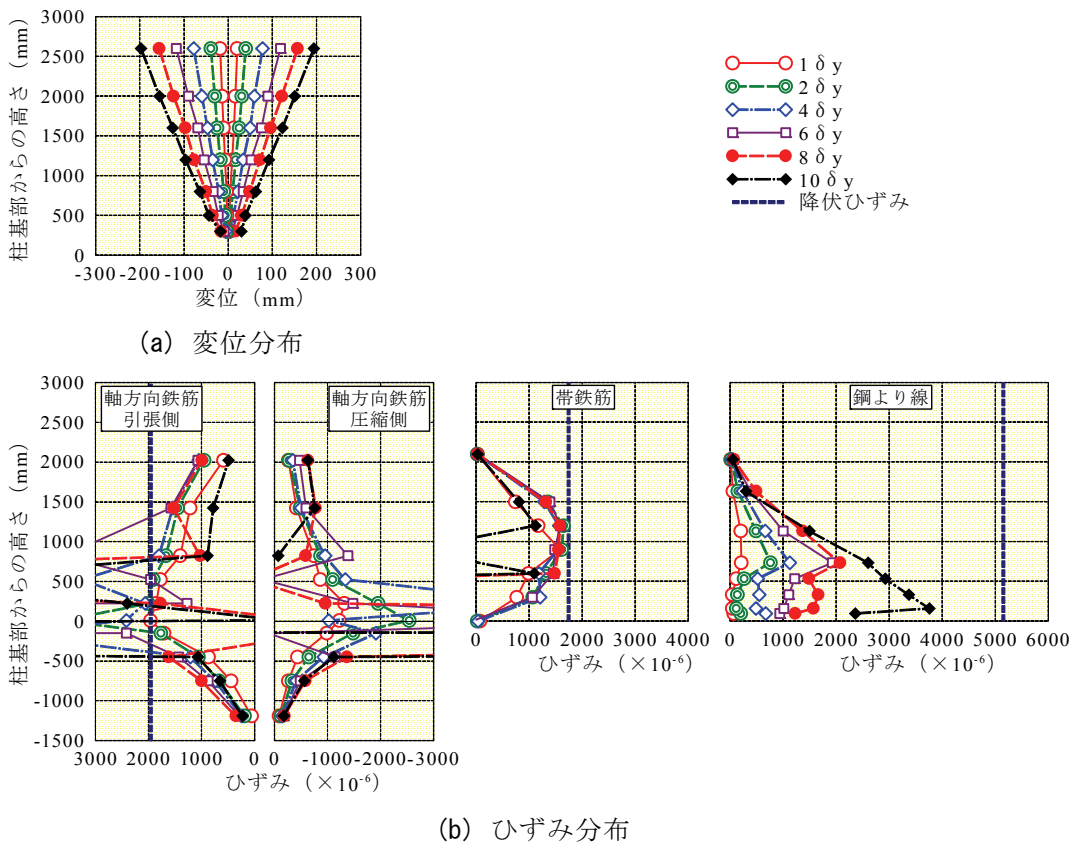 3000
2500
2000
1500
1000
500
0
柱基部からの高さ (mm)
-300 -200 -100 0 100 200 300
変位 (mm)
(a) 変位分布
1δy
2δy
4δy
6δy
8δy
10δy
降伏ひずみ
3000
2500
2000
1500
1000
500
0
-500
-1000
-1500
柱基部からの高さ (mm)
軸方向鉄筋
引張側
軸方向鉄筋
圧縮側
3000 2000 1000 0
0 -1000 -2000 -3000
ひずみ (×10⁻⁶)
帯鉄筋
0 1000 2000 3000 4000
ひずみ (×10⁻⁶)
鋼より線
0 1000 2000 3000 4000 5000 6000
ひずみ (×10⁻⁶)
(b) ひずみ分布